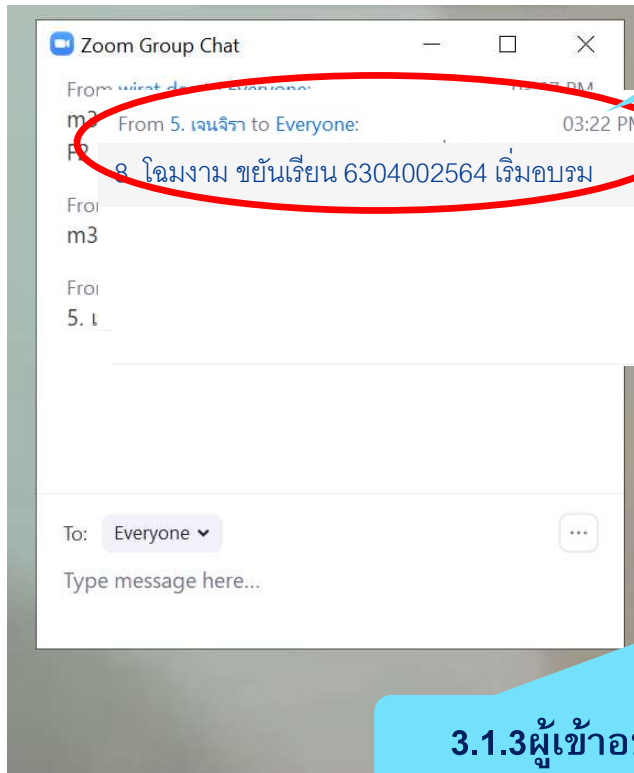 Zoom Group Chat
From
m3
From 5. เจนจิรา to Everyone: 03:22 PM
8. โฉมงาม ขยันเรียน 6304002564 เริ่มอบรม
m3
5.
To: Everyone
...
Type message here...
3.1.3ผู้เข้าอ